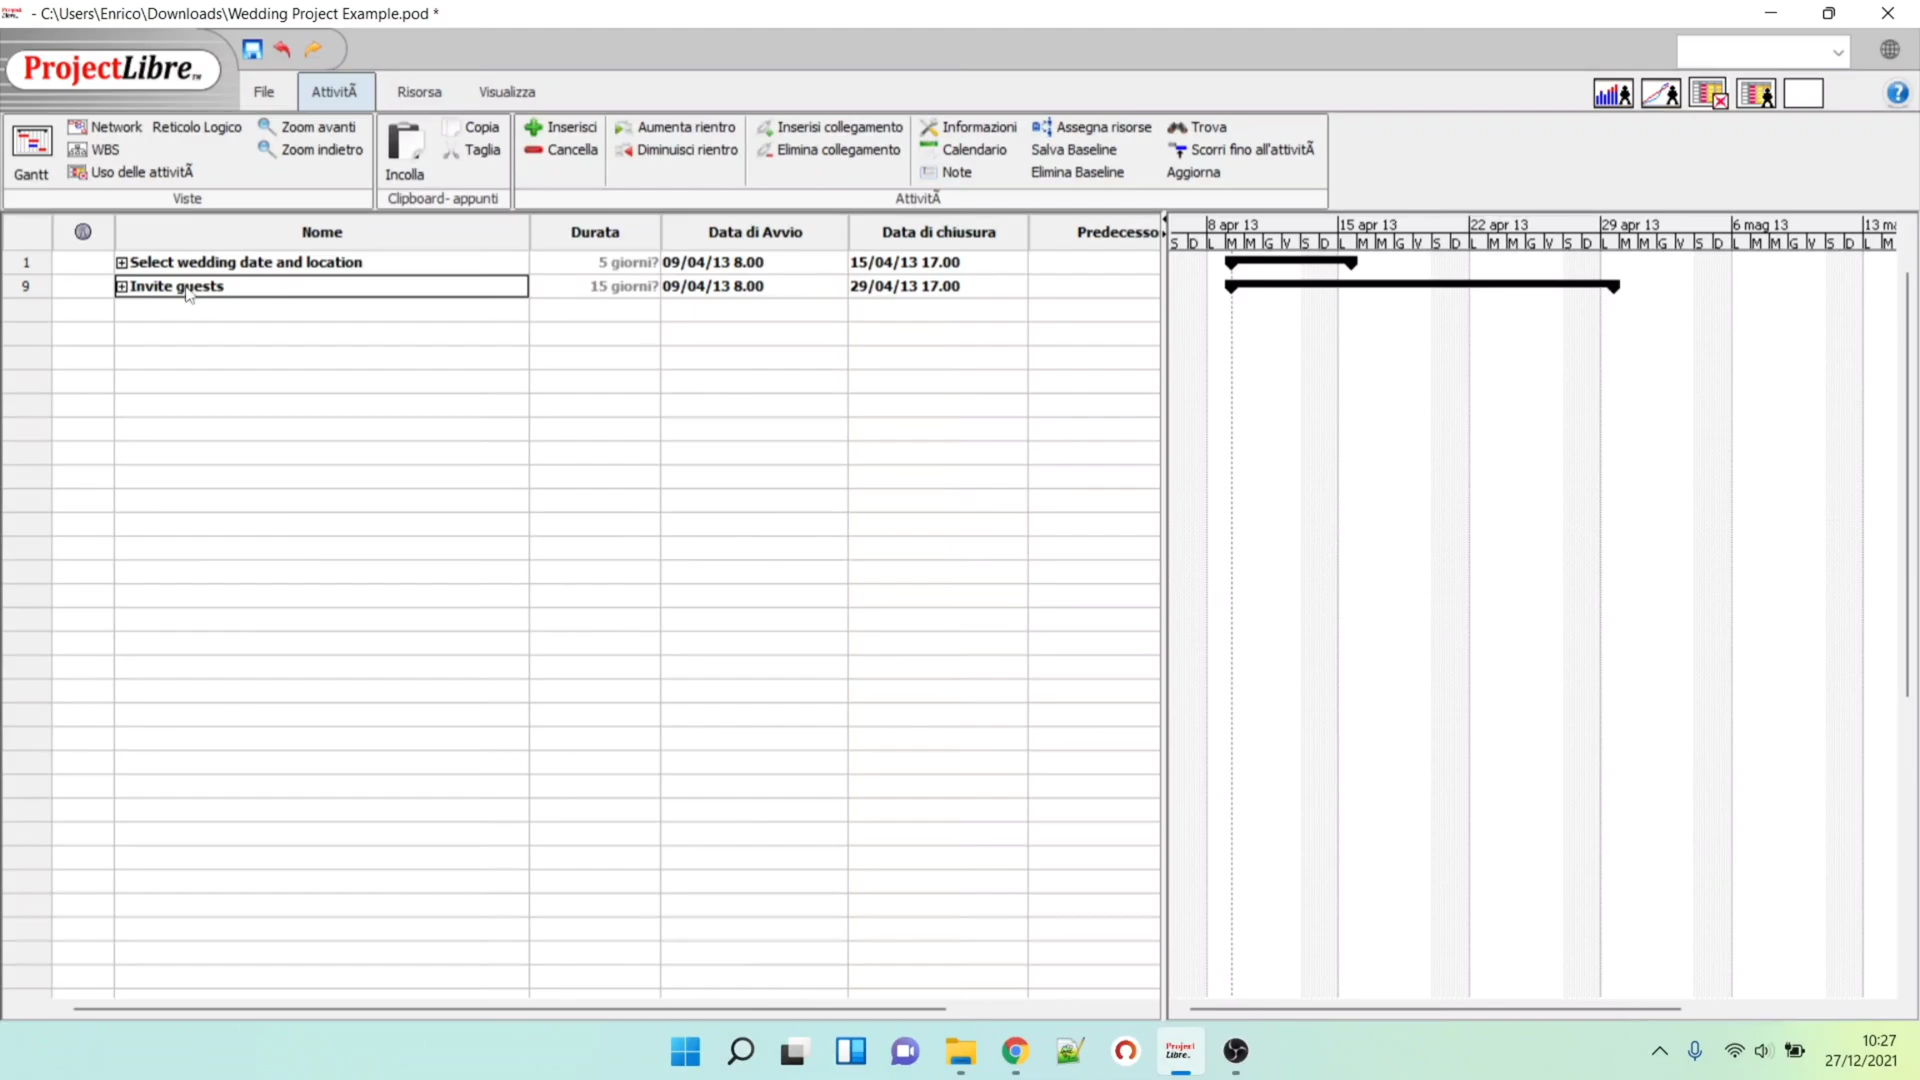 - C:\Users\Enrico\Downloads\Wedding Project Example.pod *
ProjectLibre™
File Attivitã Risorsa Visualizza
Network Reticolo Logico Zoom avanti
WBS Zoom indietro
Gantt Uso delle attivitÃ
Viste
Copia
Taglia
Incolla
Clipboard- appunti
Inserisci Aumenta rientro Inserisi collegamento Informazioni Assegna risorse Trova
Cancella Diminuisci rientro Elimina collegamento Calendario Salva Baseline Scorri fino all'attivitÃ
Note Elimina Baseline Aggiorna
AttivitÃ
Nome Durata Data di Avvio Data di chiusura Predecesso
1 Select wedding date and location 5 giorni? 09/04/13 8.00 15/04/13 17.00
9 Invite guests 15 giorni? 09/04/13 8.00 29/04/13 17.00
8 apr 13 15 apr 13 22 apr 13 29 apr 13 6 mag 13 13 ma
S D L M M G V S D L M M G V S D L M M G V S D L M M G V S D L M M G V S D L M
Project Libre.
10:27
27/12/2021